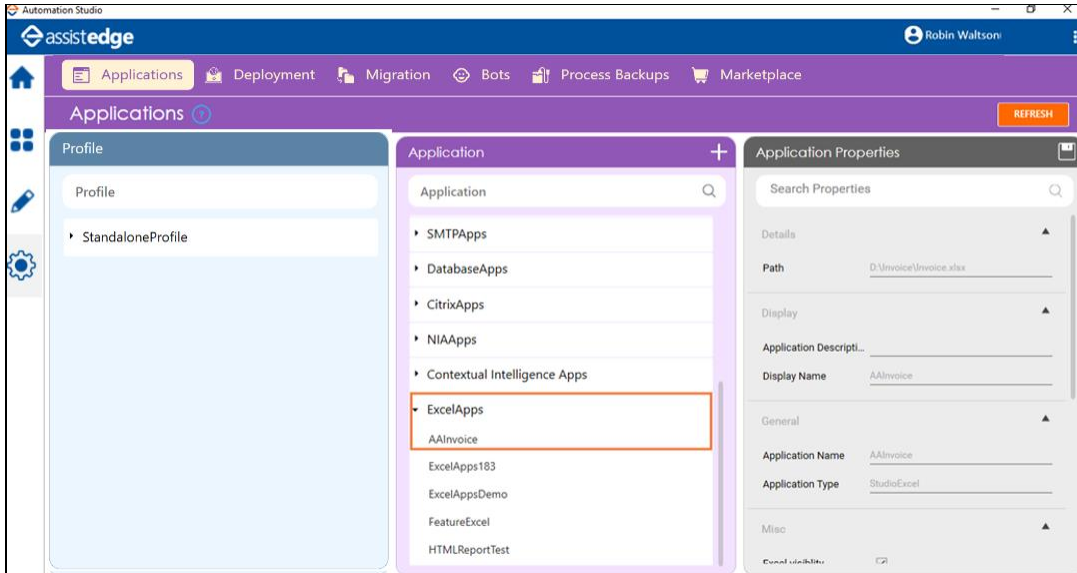 Automation Studio
assistedge
Robin Waltson
Applications Deployment Migration Bots Process Backups Marketplace
Applications ?
REFRESH
Profile
Profile
StandaloneProfile
Application
Application
SMTPApps
DatabaseApps
CitrixApps
NIAApps
Contextual Intelligence Apps
ExcelApps
AAInvoice
ExcelApps183
ExcelAppsDemo
FeatureExcel
HTMLReportTest
Application Properties
Search Properties
Details
Path D:\Invoice\Invoice.xlsx
Display
Application Descripti...
Display Name AAInvoice
General
Application Name AAInvoice
Application Type StudioExcel
Misc
Excel visiblity